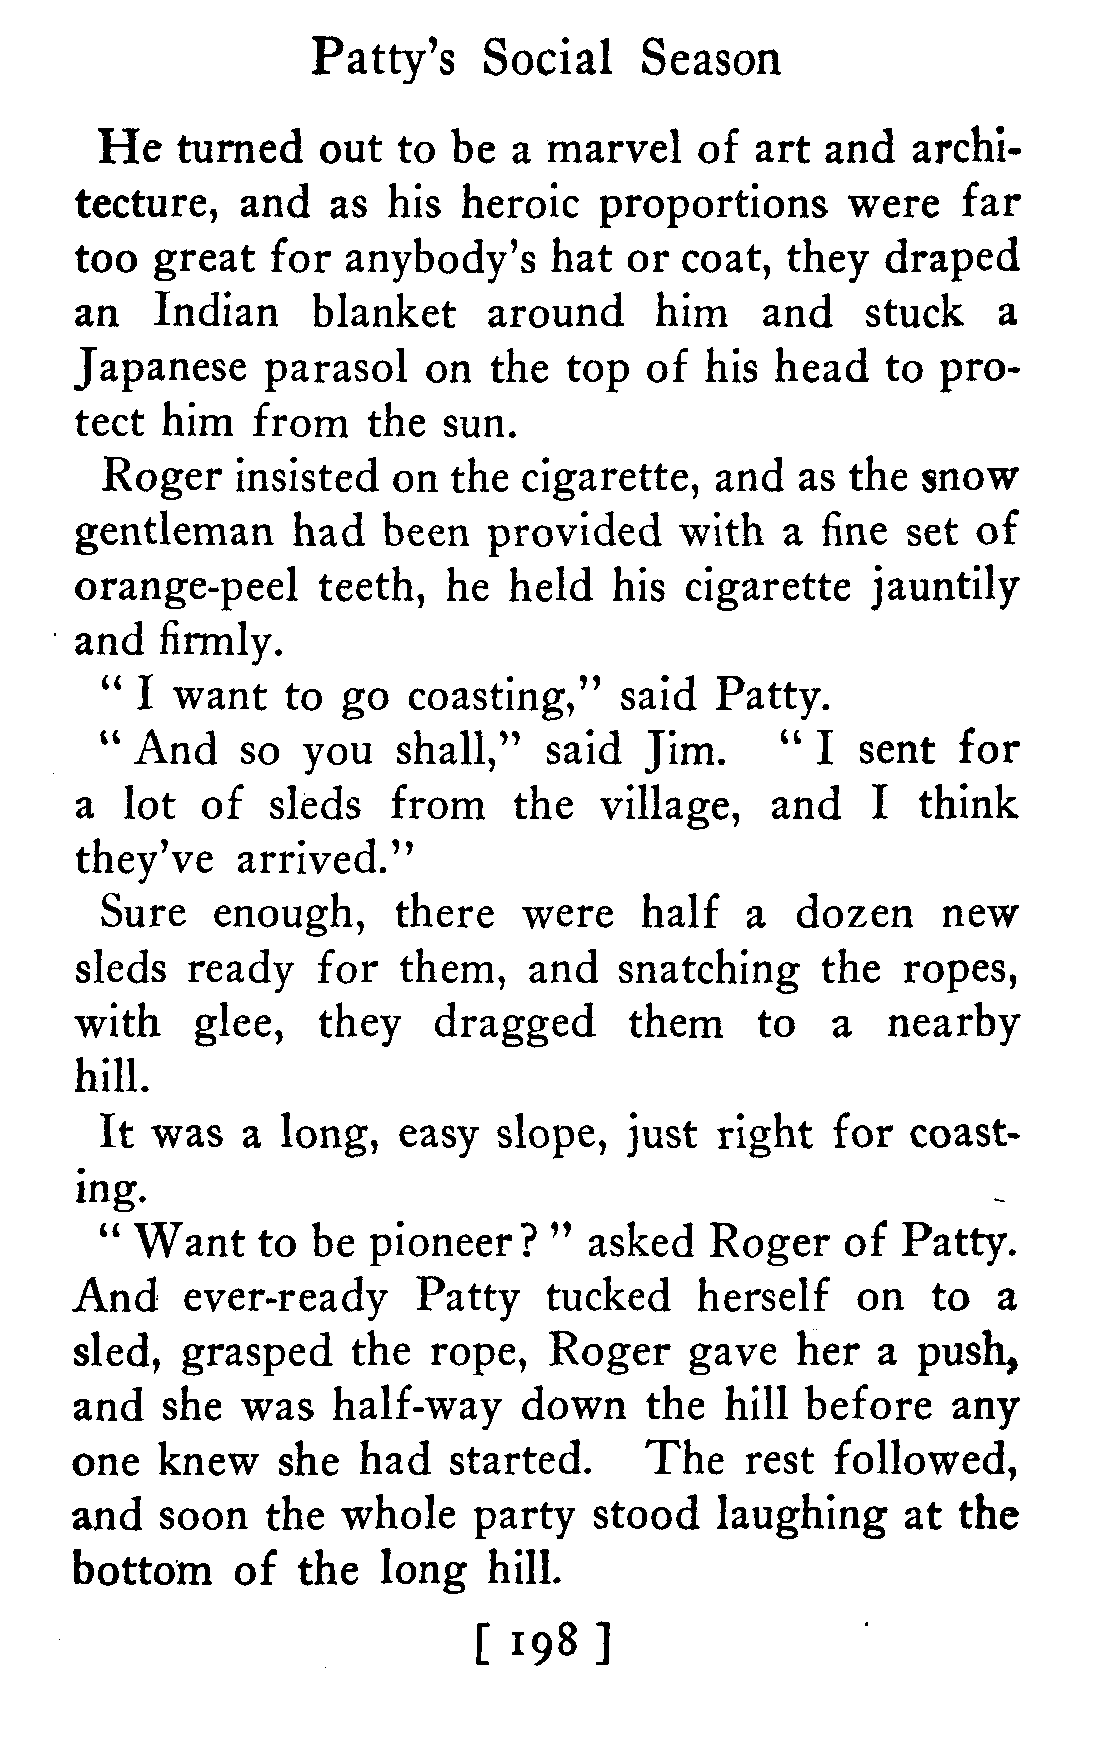 Patty's Social Season
He turned out to be a marvel of art and archi-
tecture, and as his heroic proportions were far
too great for anybody's hat or coat, they draped
an Indian blanket around him and stuck a
Japanese parasol on the top of his head to pro-
tect him from the sun.
Roger insisted on the cigarette, and as the snow
gentleman had been provided with a fine set of
orange-peel teeth, he held his cigarette jauntily
and firmly.
" I want to go coasting," said Patty.
" And so you shall," said Jim. " I sent for
a lot of sleds from the village, and I think
they've arrived."
Sure enough, there were half a dozen new
sleds ready for them, and snatching the ropes,
with glee, they dragged them to a nearby
hill.
It was a long, easy slope, just right for coast-
ing.
" Want to be pioneer? " asked Roger of Patty.
And ever-ready Patty tucked herself on to a
sled, grasped the rope, Roger gave her a push,
and she was half-way down the hill before any
one knew she had started. The rest followed,
and soon the whole party stood laughing at the
bottom of the long hill.
[ 198 ]